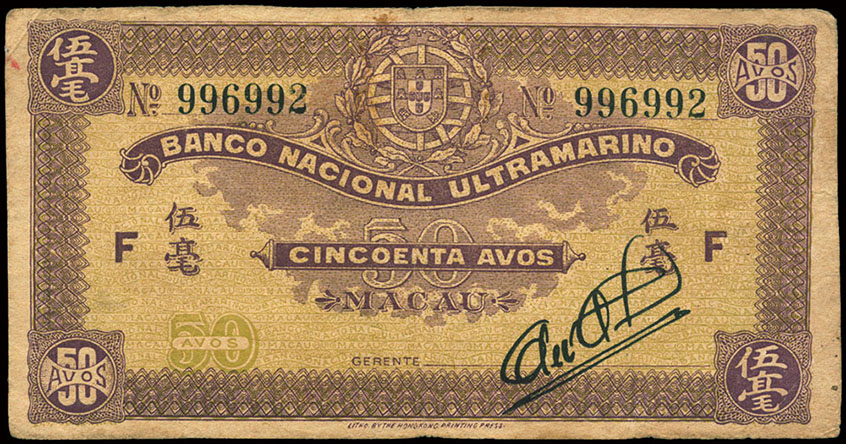 伍毫
50 AVOS
Nº 996992
Nº 996992
BANCO NACIONAL ULTRAMARINO
F
伍毫
伍毫
F
50
CINCOENTA AVOS
MACAU
50 AVOS
GERENTE
50 AVOS
伍毫
LITHO. BY THE HONGKONG PRINTING PRESS.